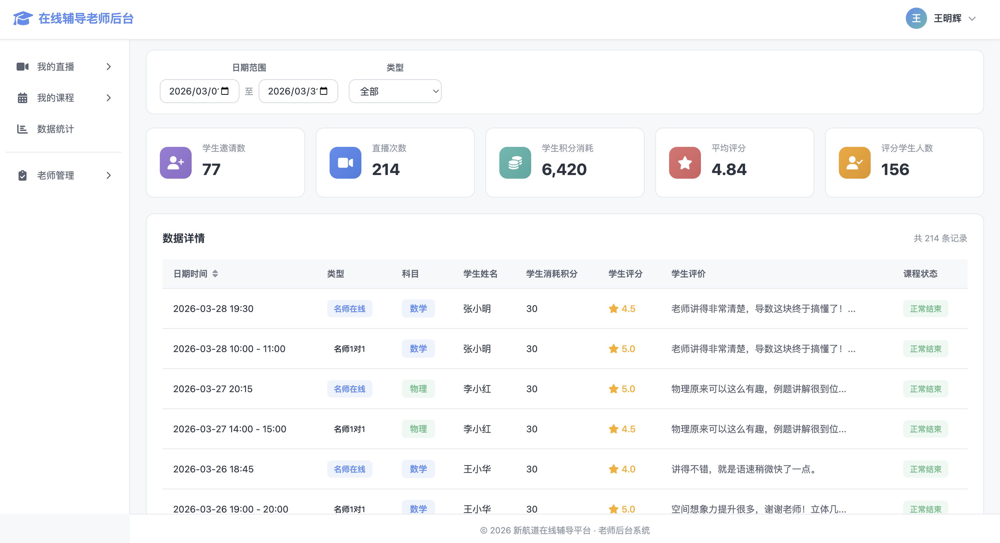 在线辅导老师后台
王 王明辉
我的直播
我的课程
数据统计
老师管理
日期范围 类型
2026/03/0 至 2026/03/3 全部
学生邀请数
77
直播次数
214
学生积分消耗
6,420
平均评分
4.84
评分学生人数
156
数据详情 共 214 条记录
日期时间 类型 科目 学生姓名 学生消耗积分 学生评分 学生评价 课程状态
2026-03-28 19:30 名师在线 数学 张小明 30 4.5 老师讲得非常清楚，导数这块终于搞懂了！... 正常结束
2026-03-28 10:00 - 11:00 名师1对1 数学 张小明 30 5.0 老师讲得非常清楚，导数这块终于搞懂了！... 正常结束
2026-03-27 20:15 名师在线 物理 李小红 30 5.0 物理原来可以这么有趣，例题讲解很到位... 正常结束
2026-03-27 14:00 - 15:00 名师1对1 物理 李小红 30 4.5 物理原来可以这么有趣，例题讲解很到位... 正常结束
2026-03-26 18:45 名师在线 数学 王小华 30 4.0 讲得不错，就是语速稍微快了一点。 正常结束
2026-03-26 19:00 - 20:00 名师1对1 数学 王小华 30 5.0 空间想象力提升很多，谢谢老师！立体几... 正常结束
© 2026 新航道在线辅导平台 · 老师后台系统